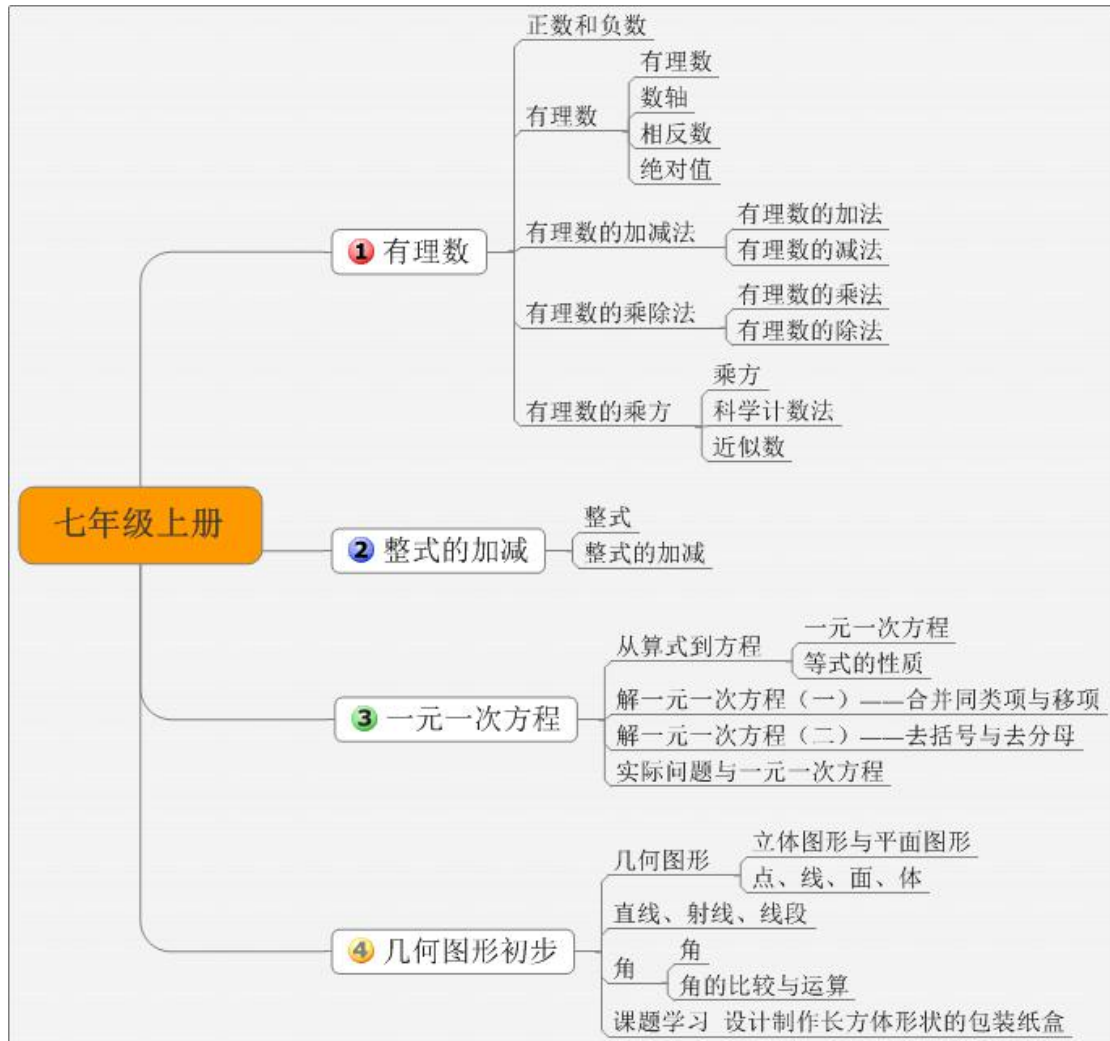 七年级上册
1 有理数
正数和负数
有理数
有理数
数轴
相反数
绝对值
有理数的加减法
有理数的加法
有理数的减法
有理数的乘除法
有理数的乘法
有理数的除法
有理数的乘方
乘方
科学计数法
近似数
2 整式的加减
整式
整式的加减
3 一元一次方程
从算式到方程
一元一次方程
等式的性质
解一元一次方程（一）——合并同类项与移项
解一元一次方程（二）——去括号与去分母
实际问题与一元一次方程
4 几何图形初步
几何图形
立体图形与平面图形
点、线、面、体
直线、射线、线段
角
角
角的比较与运算
课题学习 设计制作长方体形状的包装纸盒